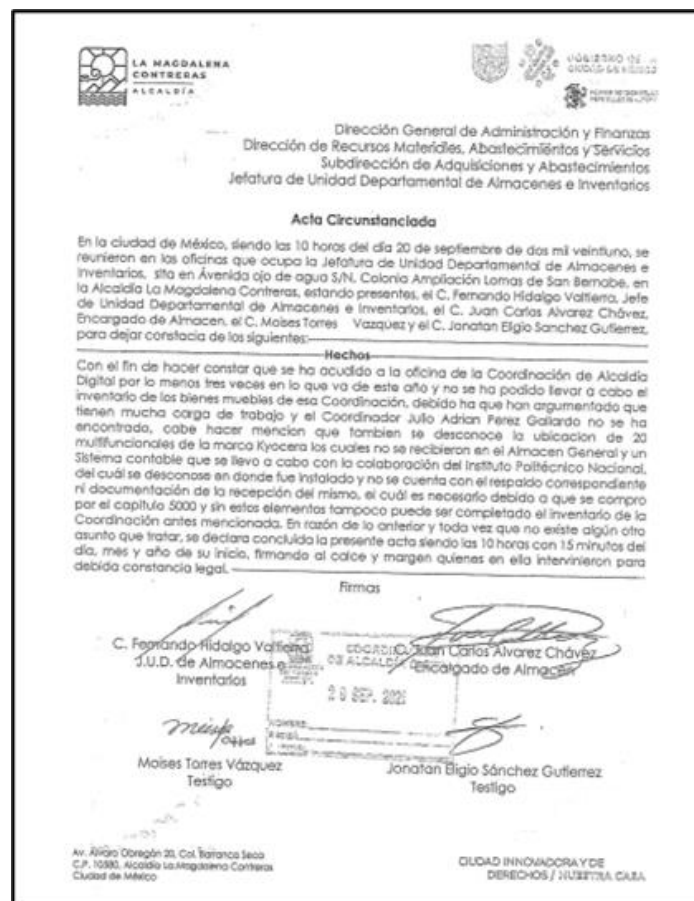 LA MAGDALENA
CONTRERAS
ALCALDÍA
GOBIERNO DE LA
CIUDAD DE MÉXICO
Dirección General de Administración y Finanzas
Dirección de Recursos Materiales, Abastecimientos y Servicios
Subdirección de Adquisiciones y Abastecimientos
Jefatura de Unidad Departamental de Almacenes e Inventarios
Acta Circunstanciada
En la ciudad de México, siendo las 10 horas del día 20 de septiembre de dos mil veintiuno, se
reunieron en las oficinas que ocupa la Jefatura de Unidad Departamental de Almacenes e
Inventarios, sita en Avenida ojo de agua S/N, Colonia Ampliación Lomas de San Bernabe, en
la Alcaldía La Magdalena Contreras, estando presentes, el C. Fernando Hidalgo Valtierra, Jefe
de Unidad Departamental de Almacenes e Inventarios, el C. Juan Carlos Alvarez Chávez,
Encargado de Almacen, el C. Moises Torres Vazquez y el C. Jonatan Eligio Sanchez Gutierrez,
para dejar constacia de los siguientes:
Hechos
Con el fin de hacer constar que se ha acudido a la oficina de la Coordinación de Alcaldía
Digital por lo menos tres veces en lo que va de este año y no se ha podido llevar a cabo el
inventario de los bienes muebles de esa Coordinación, debido ha que han argumentado que
tienen mucha carga de trabajo y el Coordinador Julio Adrian Perez Gallardo no se ha
encontrado, cabe hacer mencion que tambien se desconoce la ubicacion de 20
multifuncionales de la marca Kyocera los cuales no se recibieron en el Almacen General y un
Sistema contable que se llevo a cabo con la colaboración del Instituto Politécnico Nacional,
del cuál se desconose en donde fue instalado y no se cuenta con el respaldo correspondiente
ni documentación de la recepción del mismo, el cuál es necesario debido a que se compro
por el capitulo 5000 y sin estos elementos tampoco puede ser completado el inventario de la
Coordinación antes mencionada. En razón de lo anterior y toda vez que no existe algún otro
asunto que tratar, se declara concluida la presente acta siendo las 10 horas con 15 minutos del
día, mes y año de su inicio, firmando al calce y margen quienes en ella intervinieron para
debida constancia legal.
Firmas
C. Fernando Hidalgo Valtierra
J.U.D. de Almacenes e
Inventarios
C. Juan Carlos Alvarez Chávez
Encargado de Almacen
DE ALCALDÍA
20 SEP. 2021
NOMBRE:
Moises Torres Vázquez
Testigo
Jonatan Eligio Sánchez Gutierrez
Testigo
Av. Álvaro Obregón 20, Col. Barranca Seca
C.P. 10580, Alcaldía La Magdalena Contreras
Ciudad de México
CIUDAD INNOVADORA Y DE
DERECHOS / NUESTRA CASA